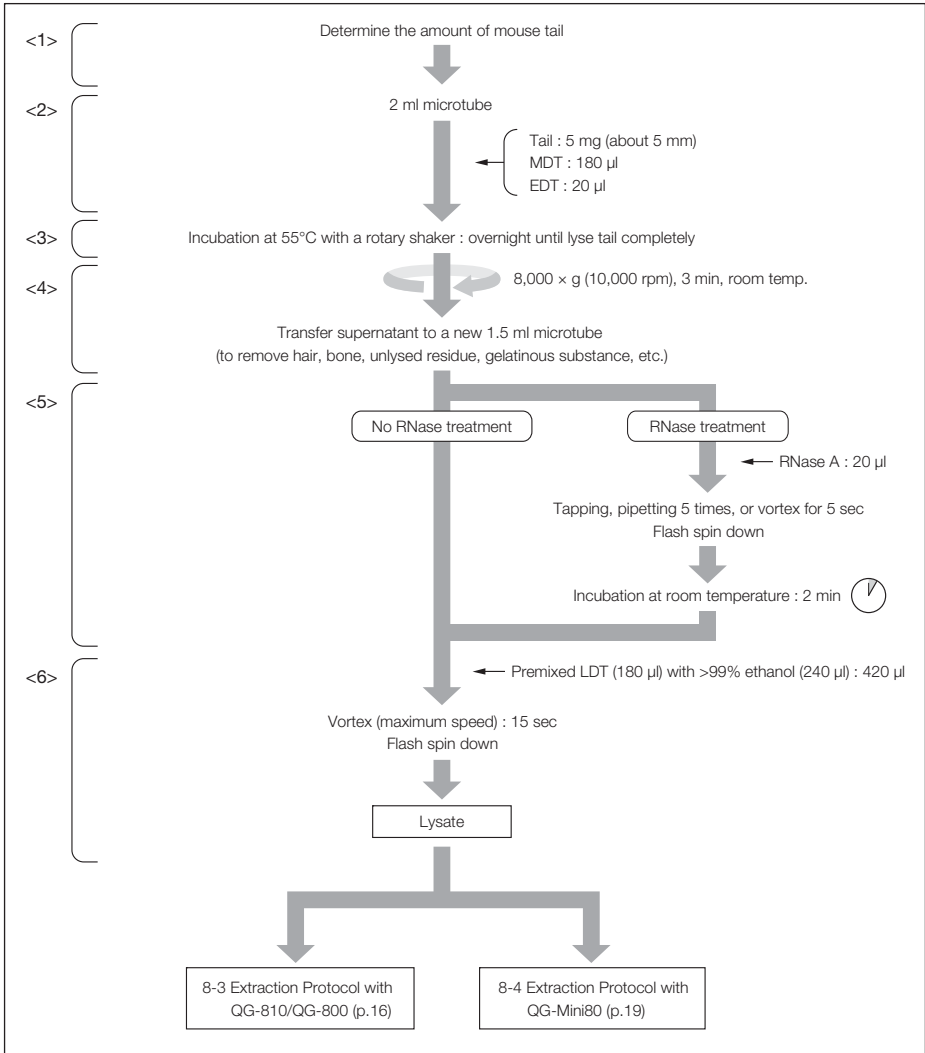 <1>
Determine the amount of mouse tail
<2>
2 ml microtube
Tail : 5 mg (about 5 mm)
MDT : 180 µl
EDT : 20 µl
<3>
Incubation at 55°C with a rotary shaker : overnight until lyse tail completely
<4>
8,000 × g (10,000 rpm), 3 min, room temp.
Transfer supernatant to a new 1.5 ml microtube
(to remove hair, bone, unlysed residue, gelatinous substance, etc.)
<5>
No RNase treatment
RNase treatment
RNase A : 20 µl
Tapping, pipetting 5 times, or vortex for 5 sec
Flash spin down
Incubation at room temperature : 2 min
<6>
Premixed LDT (180 µl) with >99% ethanol (240 µl) : 420 µl
Vortex (maximum speed) : 15 sec
Flash spin down
Lysate
8-3 Extraction Protocol with
QG-810/QG-800 (p.16)
8-4 Extraction Protocol with
QG-Mini80 (p.19)